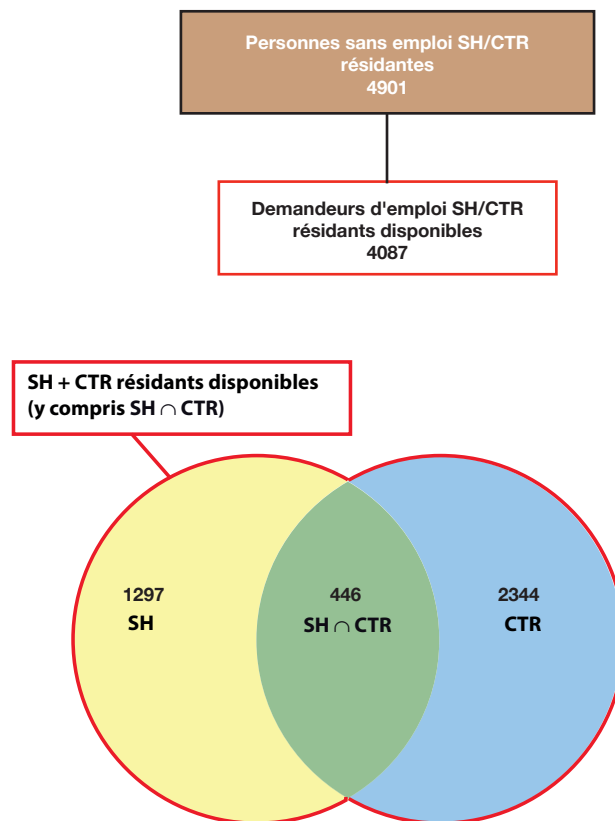 Personnes sans emploi SH/CTR
résidantes
4901
Demandeurs d'emploi SH/CTR
résidants disponibles
4087
SH + CTR résidants disponibles
(y compris SH ∩ CTR)
1297
SH
446
SH ∩ CTR
2344
CTR